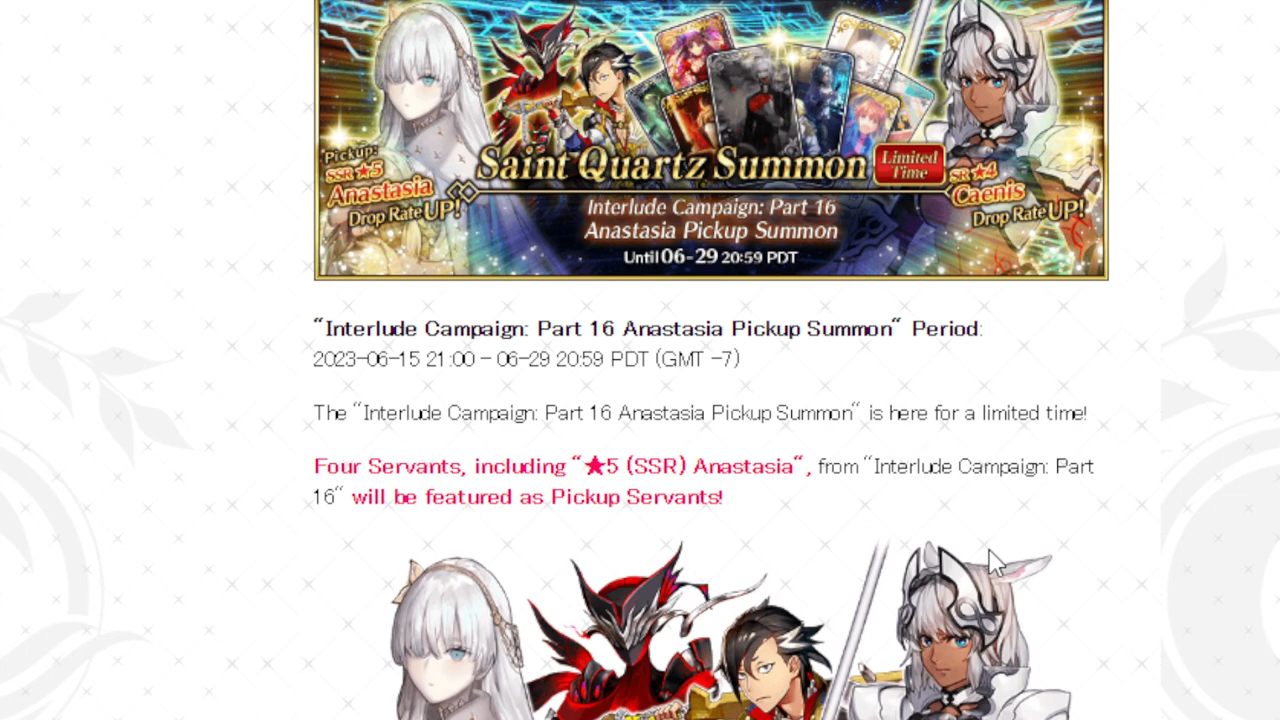 Pickup:
SSR ★5
Anastasia
Drop Rate UP!
Saint Quartz Summon
Limited
Time
SR ★4
Caenis
Drop Rate UP!
Interlude Campaign: Part 16
Anastasia Pickup Summon
Until 06-29 20:59 PDT
"Interlude Campaign: Part 16 Anastasia Pickup Summon" Period:
2023-06-15 21:00 - 06-29 20:59 PDT (GMT -7)
The "Interlude Campaign: Part 16 Anastasia Pickup Summon" is here for a limited time!
Four Servants, including "★5 (SSR) Anastasia", from "Interlude Campaign: Part
16" will be featured as Pickup Servants!